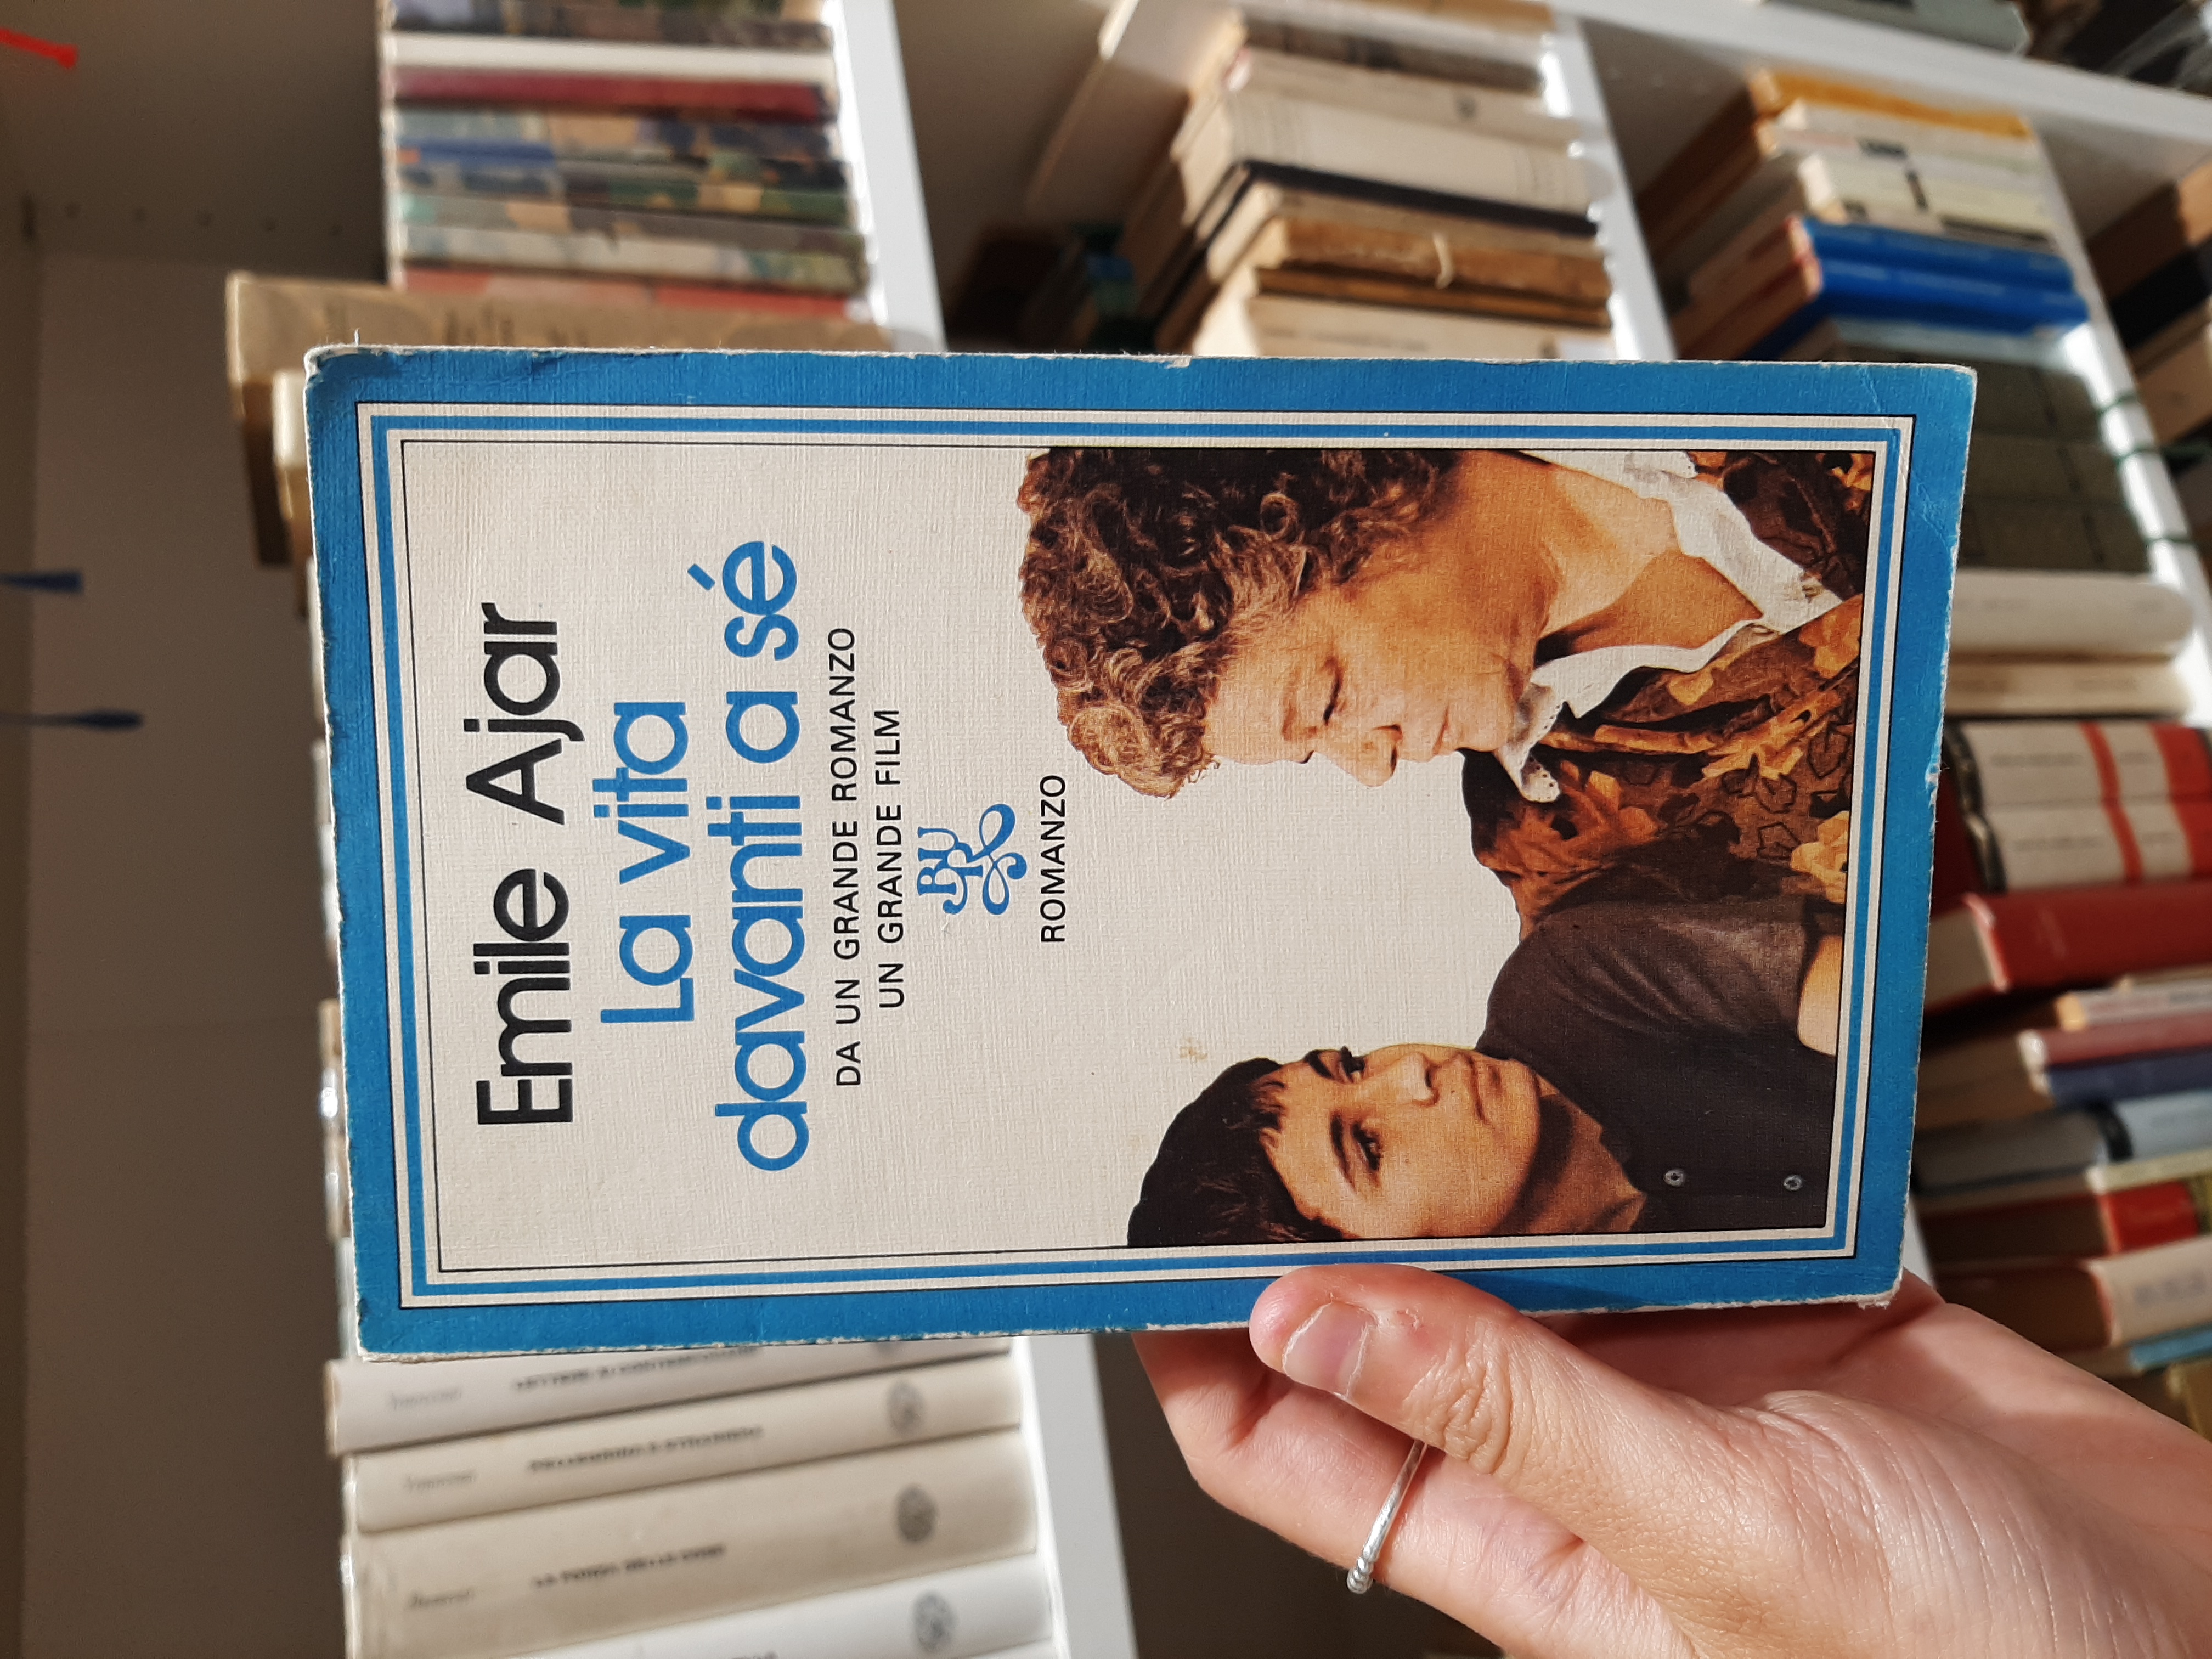 Emile Ajar
La vita
davanti a sé
DA UN GRANDE ROMANZO
UN GRANDE FILM
BUR
ROMANZO